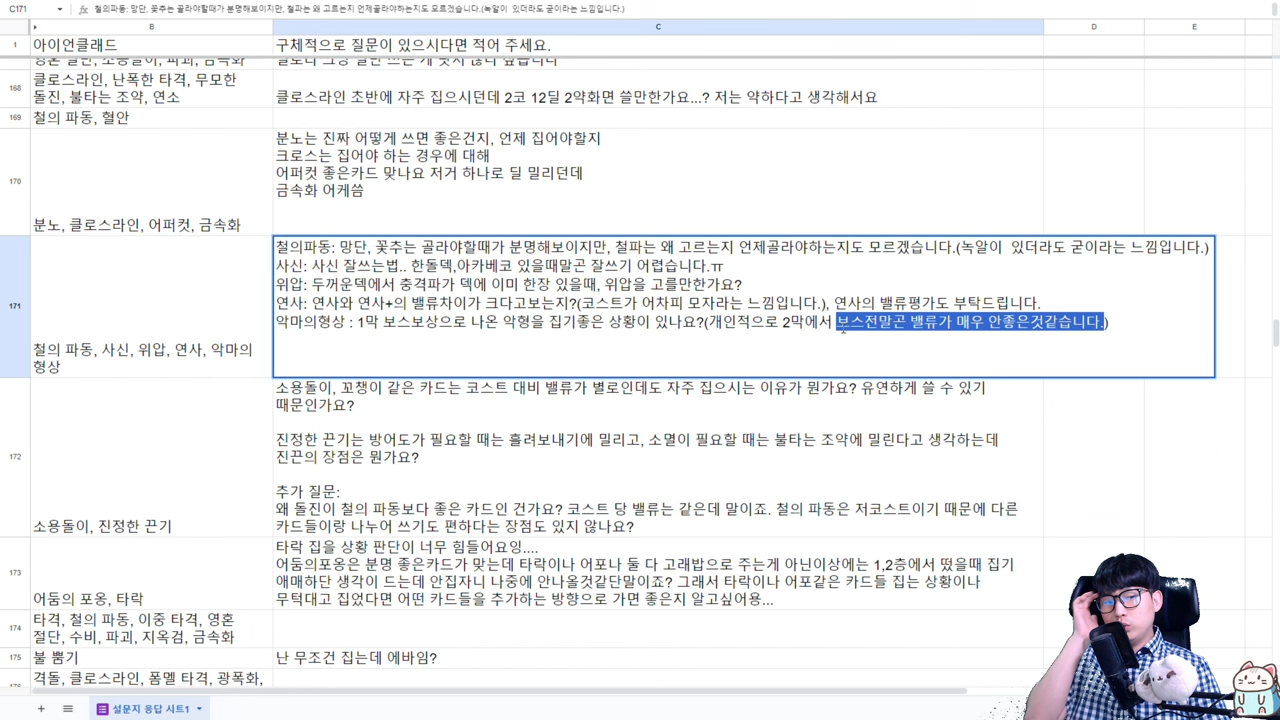 C171
철의파동: 망단, 꽃추는 골라야할때가 분명해보이지만, 철파는 왜 고르는지 언제골라야하는지도 모르겠습니다.(녹알이  있더라도 굳이라는 느낌입니다.)
B
C
D
E
1
아이언클래드
구체적으로 질문이 있으시다면 적어 주세요.
168
클로스라인, 난폭한 타격, 무모한
돌진, 불타는 조약, 연소
클로스라인 초반에 자주 집으시던데 2코 12딜 2약화면 쓸만한가요...? 저는 약하다고 생각해서요
169
철의 파동, 혈안
170
분노는 진짜 어떻게 쓰면 좋은건지, 언제 집어야할지
크로스는 집어야 하는 경우에 대해
어퍼컷 좋은카드 맞나요 저거 하나로 딜 밀리던데
금속화 어케씀
분노, 클로스라인, 어퍼컷, 금속화
171
철의파동: 망단, 꽃추는 골라야할때가 분명해보이지만, 철파는 왜 고르는지 언제골라야하는지도 모르겠습니다.(녹알이  있더라도 굳이라는 느낌입니다.)
사신: 사신 잘쓰는법.. 한돌덱,아카베코 있을때말곤 잘쓰기 어렵습니다.ㅠ
위압: 두꺼운덱에서 충격파가 덱에 이미 한장 있을때, 위압을 고를만한가요?
연사: 연사와 연사+의 밸류차이가 크다고보는지?(코스트가 어차피 모자라는 느낌입니다.), 연사의 밸류평가도 부탁드립니다.
악마의형상 : 1막 보스보상으로 나온 악형을 집기좋은 상황이 있나요?(개인적으로 2막에서 보스전말곤 밸류가 매우 안좋은것같습니다.)
철의 파동, 사신, 위압, 연사, 악마의
형상
172
소용돌이, 꼬챙이 같은 카드는 코스트 대비 밸류가 별로인데도 자주 집으시는 이유가 뭔가요? 유연하게 쓸 수 있기
때문인가요?
진정한 끈기는 방어도가 필요할 때는 흘려보내기에 밀리고, 소멸이 필요할 때는 불타는 조약에 밀린다고 생각하는데
진끈의 장점은 뭔가요?
추가 질문:
왜 돌진이 철의 파동보다 좋은 카드인 건가요? 코스트 당 밸류는 같은데 말이죠. 철의 파동은 저코스트이기 때문에 다른
카드들이랑 나누어 쓰기도 편하다는 장점도 있지 않나요?
소용돌이, 진정한 끈기
173
타락 집을 상황 판단이 너무 힘들어요잉....
어둠의포옹은 분명 좋은카드가 맞는데 타락이나 어포나 둘 다 고래밥으로 주는게 아닌이상에는 1,2층에서 떴을때 집기
애매하단 생각이 드는데 안집자니 나중에 안나올것같단말이죠? 그래서 타락이나 어포같은 카드들 집는 상황이나
무턱대고 집었다면 어떤 카드들을 추가하는 방향으로 가면 좋은지 알고싶어용...
어둠의 포옹, 타락
174
타격, 철의 파동, 이중 타격, 영혼
절단, 수비, 파괴, 지옥검, 금속화
175
불 뿜기
난 무조건 집는데 에바임?
격돌, 클로스라인, 폼멜 타격, 광폭화,
설문지 응답 시트1